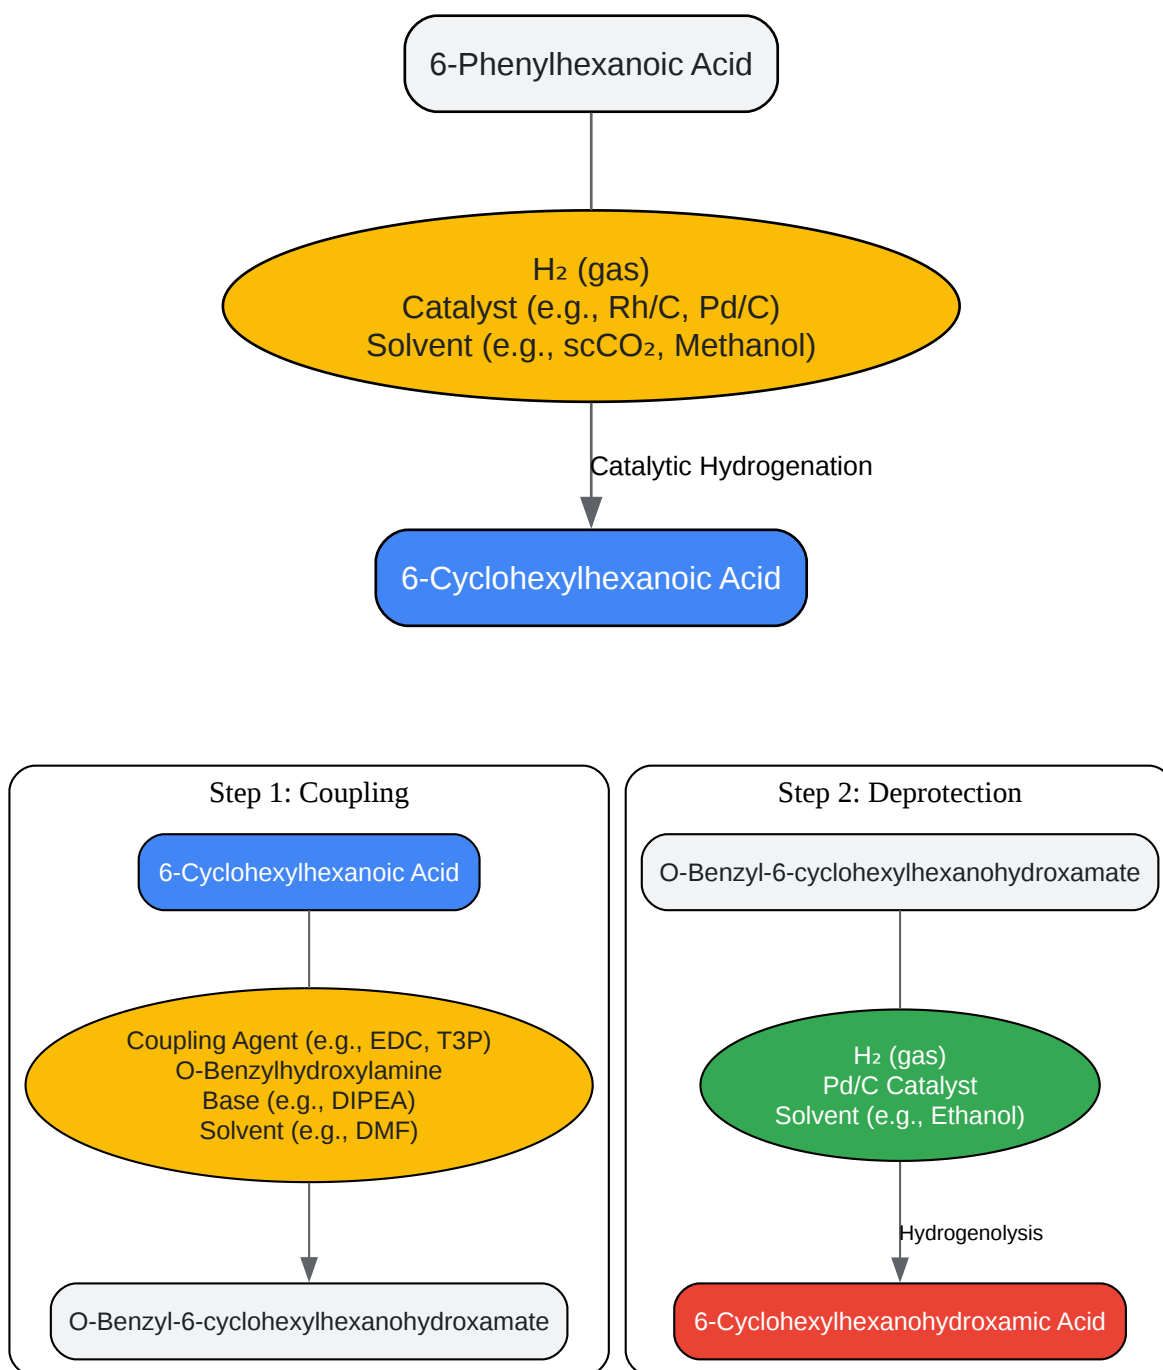 6-Phenylhexanoic Acid
H₂ (gas)
Catalyst (e.g., Rh/C, Pd/C)
Solvent (e.g., scCO₂, Methanol)
Catalytic Hydrogenation
6-Cyclohexylhexanoic Acid
Step 1: Coupling
6-Cyclohexylhexanoic Acid
Coupling Agent (e.g., EDC, T3P)
O-Benzylhydroxylamine
Base (e.g., DIPEA)
Solvent (e.g., DMF)
O-Benzyl-6-cyclohexylhexanohydroxamate
Step 2: Deprotection
O-Benzyl-6-cyclohexylhexanohydroxamate
H₂ (gas)
Pd/C Catalyst
Solvent (e.g., Ethanol)
Hydrogenolysis
6-Cyclohexylhexanohydroxamic Acid